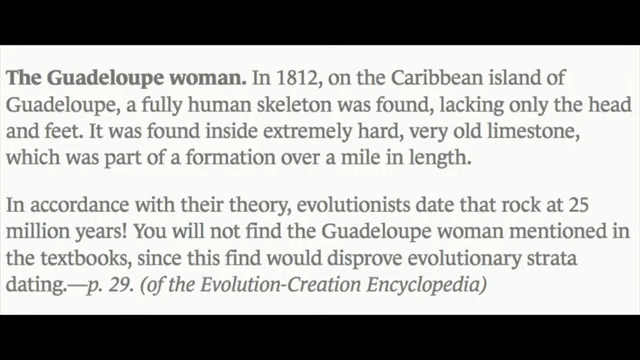 The Guadeloupe woman. In 1812, on the Caribbean island of
Guadeloupe, a fully human skeleton was found, lacking only the head
and feet. It was found inside extremely hard, very old limestone,
which was part of a formation over a mile in length.
In accordance with their theory, evolutionists date that rock at 25
million years! You will not find the Guadeloupe woman mentioned in
the textbooks, since this find would disprove evolutionary strata
dating.—p. 29. (of the Evolution-Creation Encyclopedia)